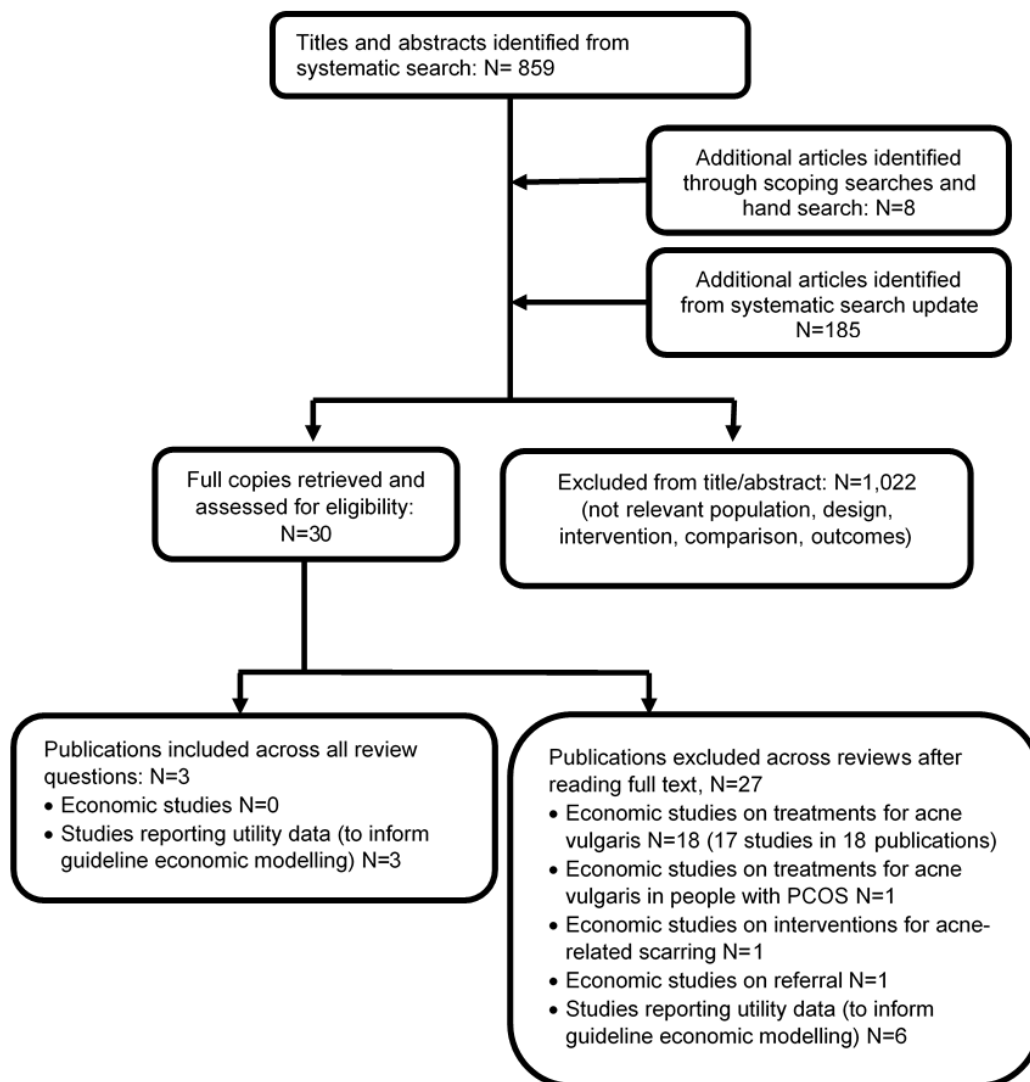 Titles and abstracts identified from
systematic search: N= 859
Additional articles identified
through scoping searches and
hand search: N=8
Additional articles identified
from systematic search update
N=185
Full copies retrieved and
assessed for eligibility:
N=30
Excluded from title/abstract: N=1,022
(not relevant population, design,
intervention, comparison, outcomes)
Publications included across all review
questions: N=3
• Economic studies N=0
• Studies reporting utility data (to inform
guideline economic modelling) N=3
Publications excluded across reviews after
reading full text, N=27
• Economic studies on treatments for acne
vulgaris N=18 (17 studies in 18 publications)
• Economic studies on treatments for acne
vulgaris in people with PCOS N=1
• Economic studies on interventions for acne-
related scarring N=1
• Economic studies on referral N=1
• Studies reporting utility data (to inform
guideline economic modelling) N=6